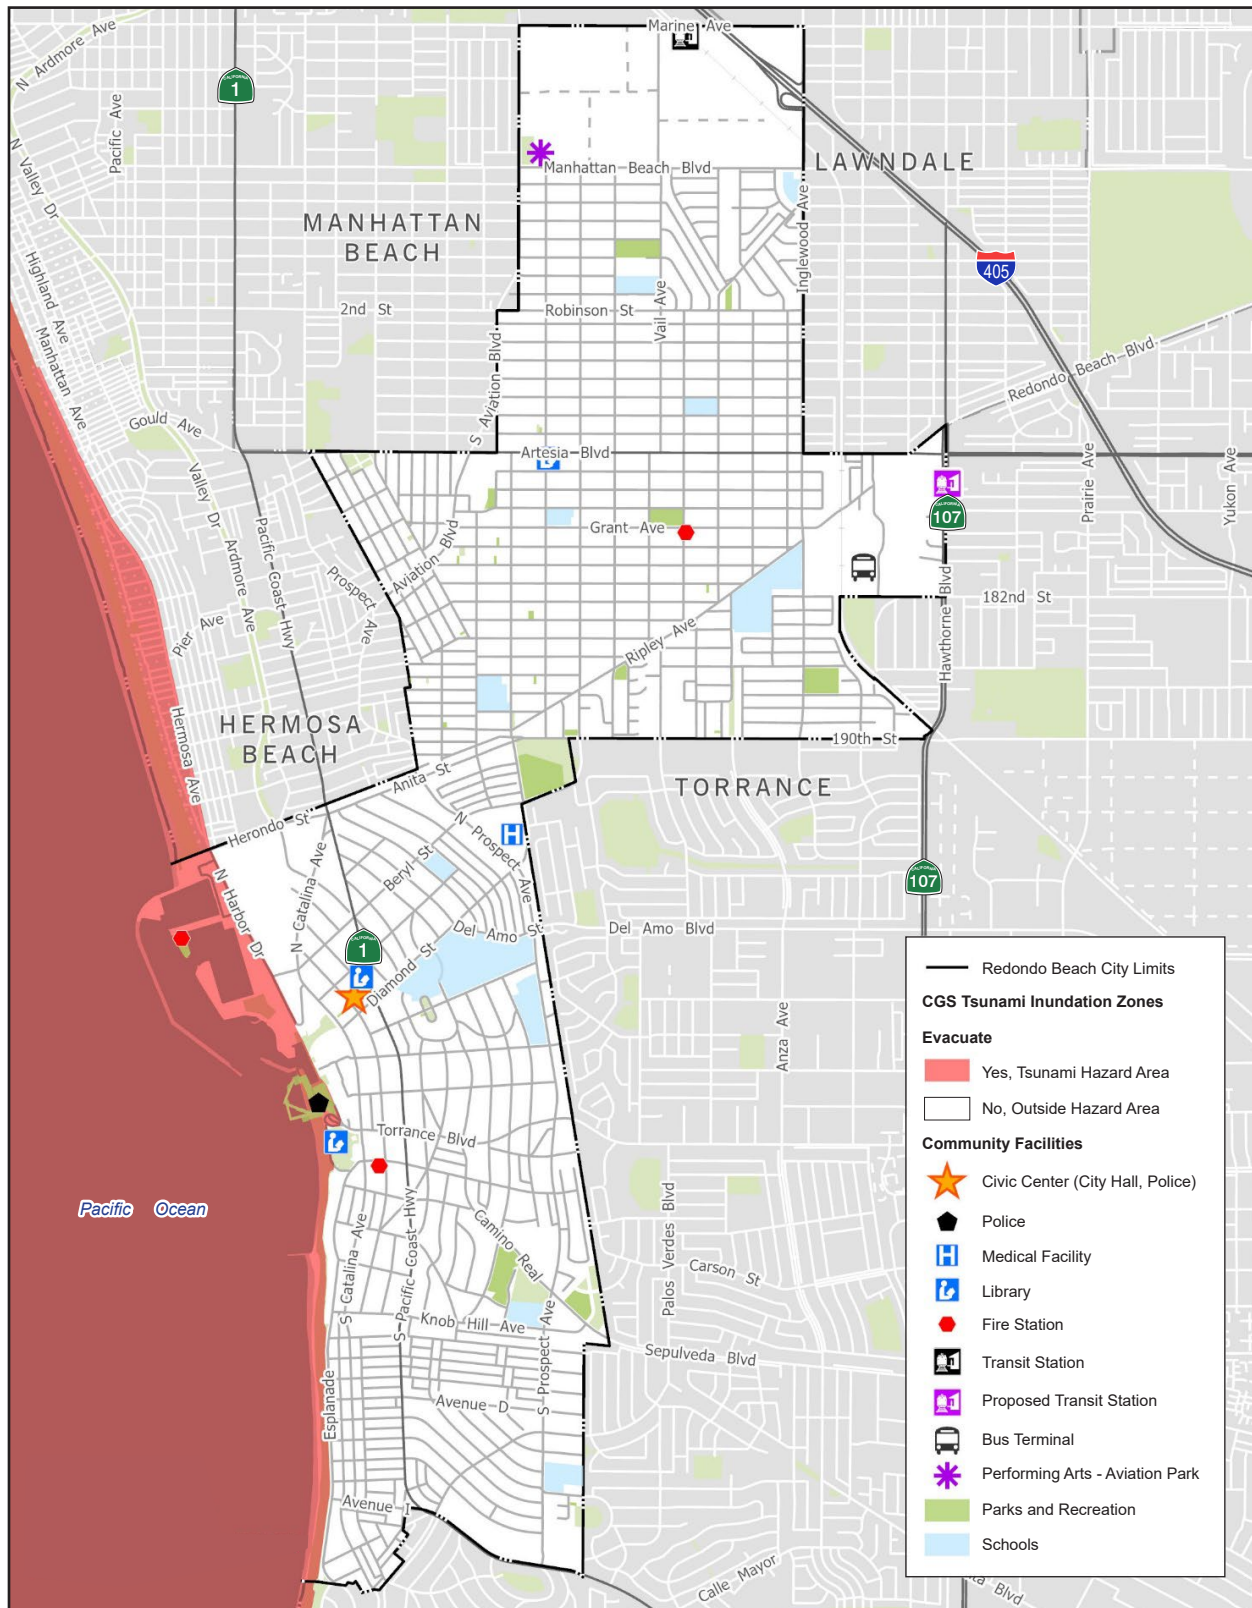 Marine Ave
N Ardmore Ave
CALIFORNIA
1
Pacific Ave
N Valley Dr
Manhattan Beach Blvd
LAWNDALE
MANHATTAN
BEACH
Inglewood Ave
405
Highland Ave
Manhattan Ave
2nd St
Robinson St
Vail Ave
S Aviation Blvd
Redondo Beach Blvd
Gould Ave
Artesia Blvd
Prairie Ave
Yukon Ave
Valley Dr
Ardmore Ave
Pacific Coast Hwy
Prospect Ave
Aviation Blvd
Grant Ave
CALIFORNIA
107
Hawthorne Blvd
182nd St
Pier Ave
Ripley Ave
Hermosa Ave
HERMOSA
BEACH
190th St
Anita St
TORRANCE
Herondo St
N Prospect Ave
H
Beryl St
N Catalina Ave
N Harbor Dr
CALIFORNIA
107
Del Amo St
Del Amo Blvd
CALIFORNIA
1
Diamond St
Anza Ave
Torrance Blvd
Pacific Ocean
S Catalina Ave
S Pacific Coast Hwy
Camino Real
Palos Verdes Blvd
Carson St
Knob Hill Ave
S Prospect Ave
Sepulveda Blvd
Esplanade
Avenue D
Avenue I
Calle Mayor
Blvd
Redondo Beach City Limits
CGS Tsunami Inundation Zones
Evacuate
Yes, Tsunami Hazard Area
No, Outside Hazard Area
Community Facilities
Civic Center (City Hall, Police)
Police
H Medical Facility
Library
Fire Station
Transit Station
Proposed Transit Station
Bus Terminal
Performing Arts - Aviation Park
Parks and Recreation
Schools